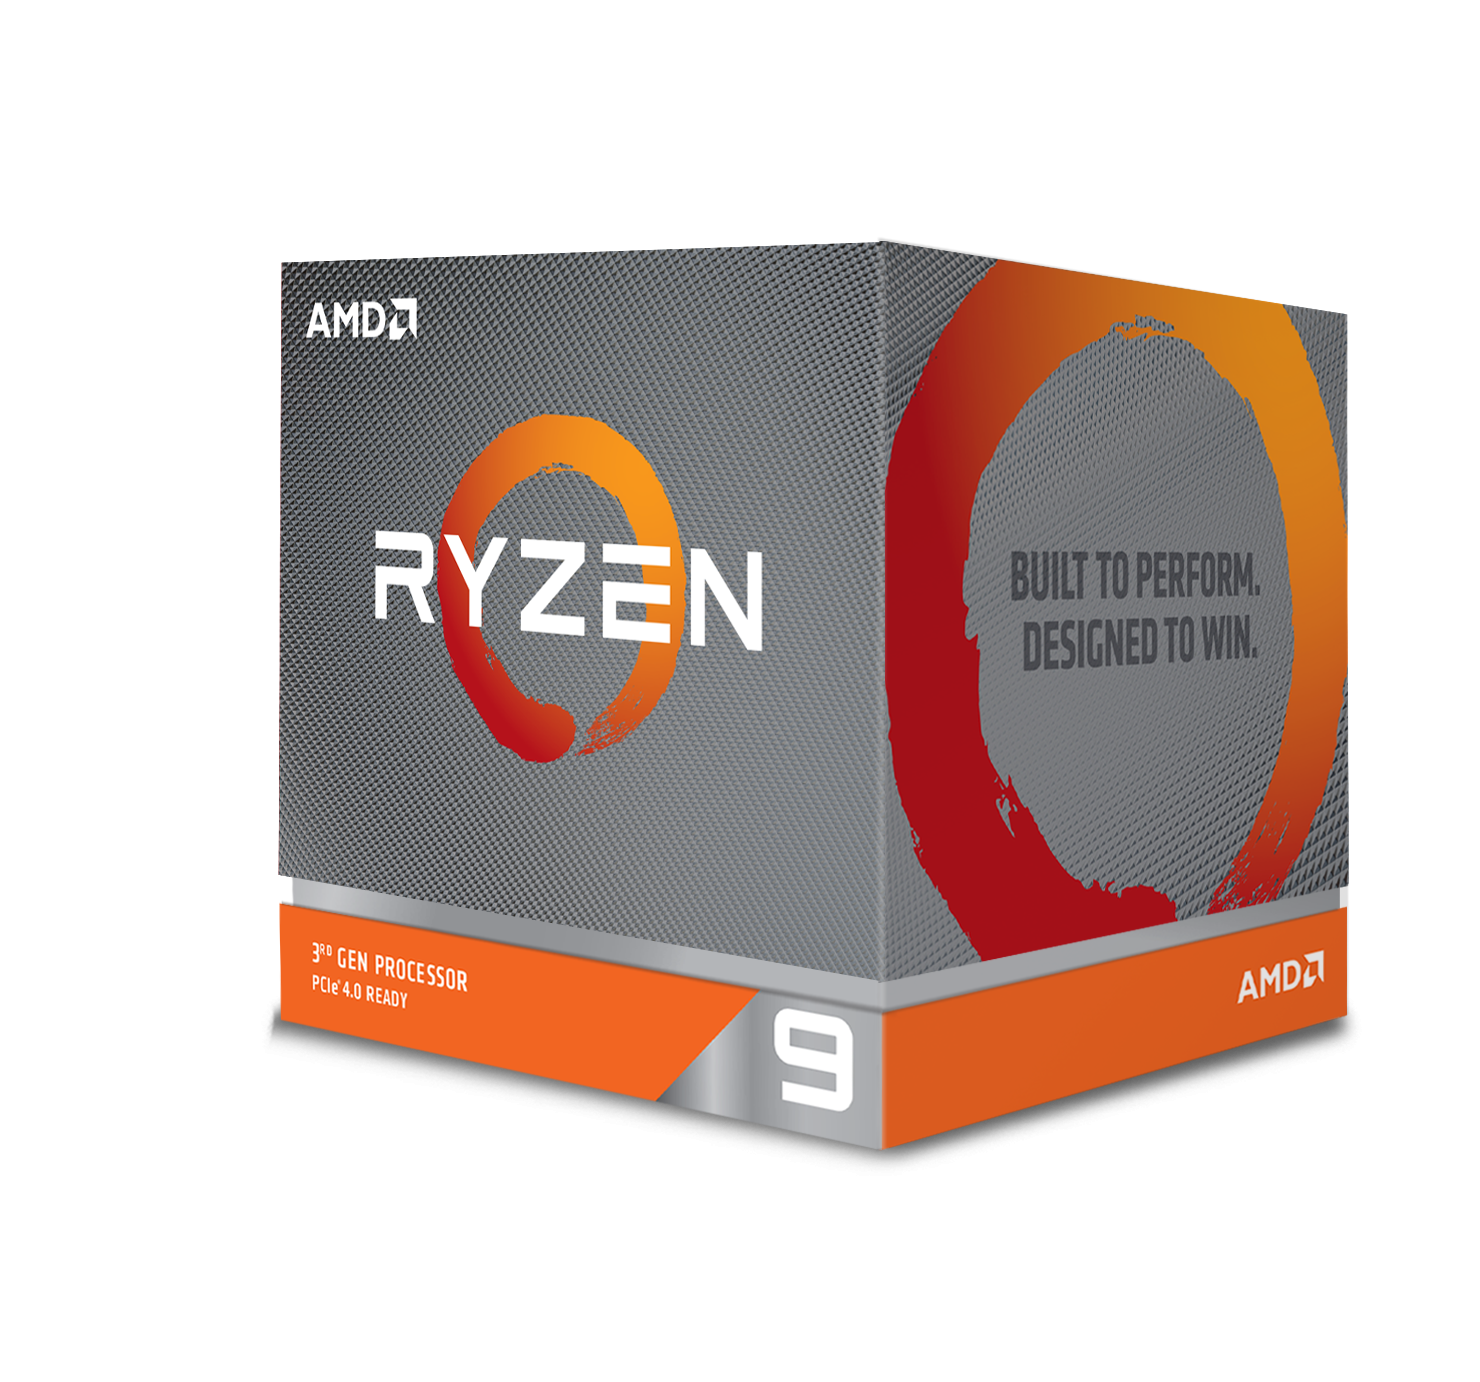 AMD
RYZEN
3RD GEN PROCESSOR
PCIe® 4.0 READY
9
BUILT TO PERFORM.
DESIGNED TO WIN.
AMD